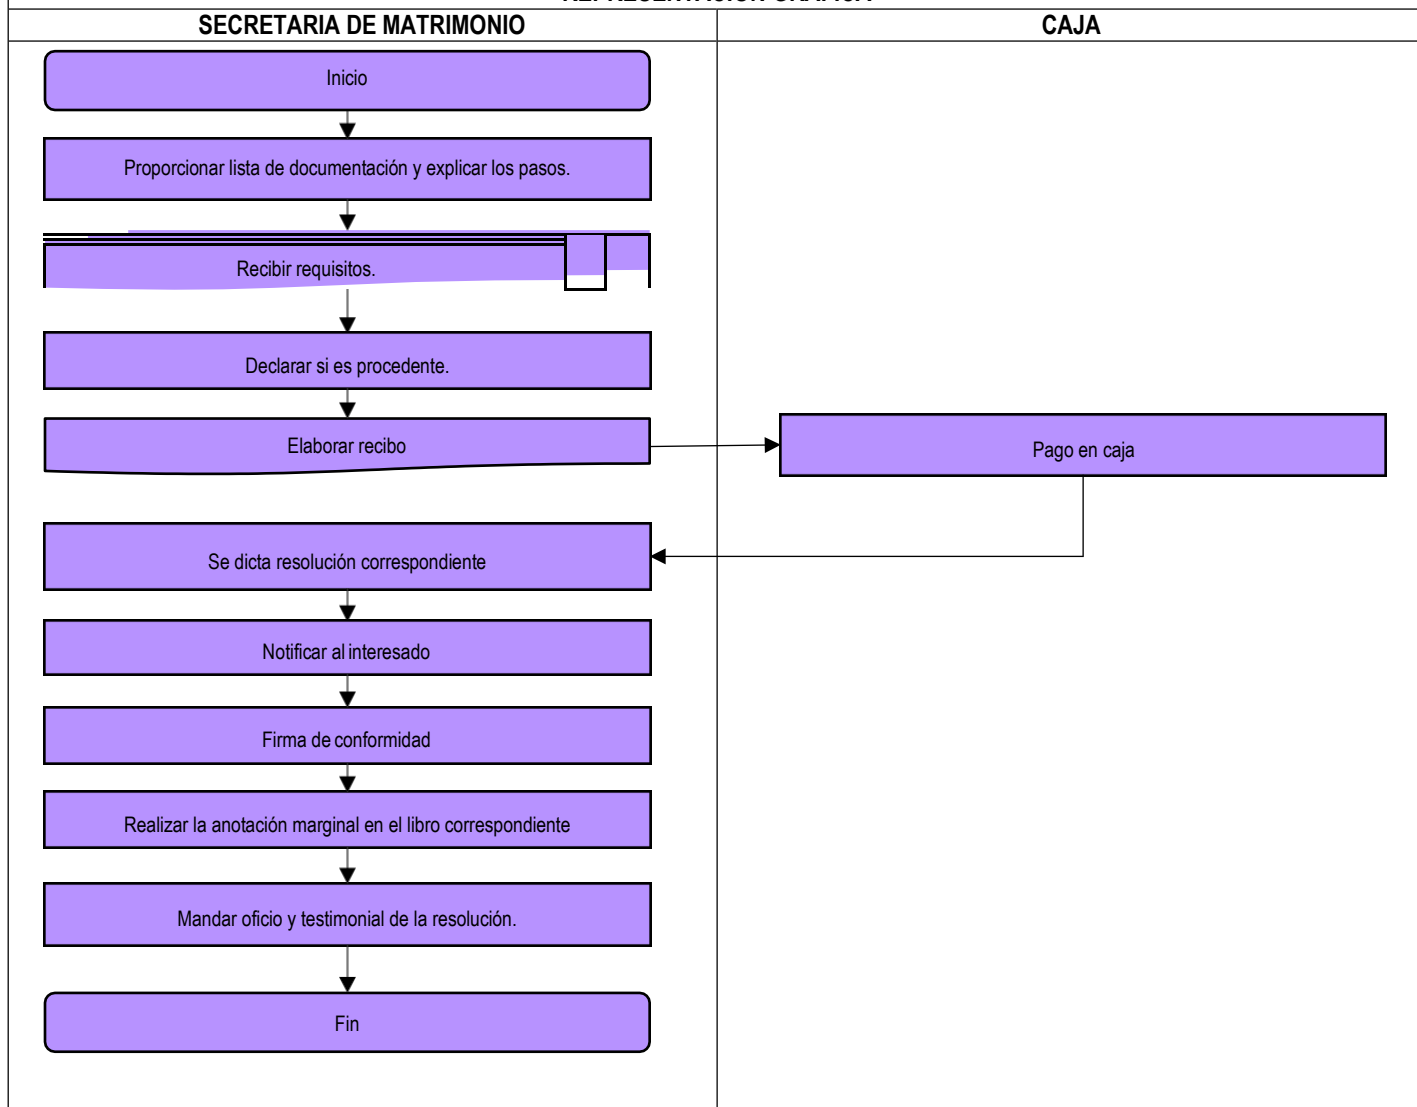 SECRETARIA DE MATRIMONIO
CAJA
Inicio
Proporcionar lista de documentación y explicar los pasos.
Recibir requisitos.
Declarar si es procedente.
Elaborar recibo
Pago en caja
Se dicta resolución correspondiente
Notificar al interesado
Firma de conformidad
Realizar la anotación marginal en el libro correspondiente
Mandar oficio y testimonial de la resolución.
Fin